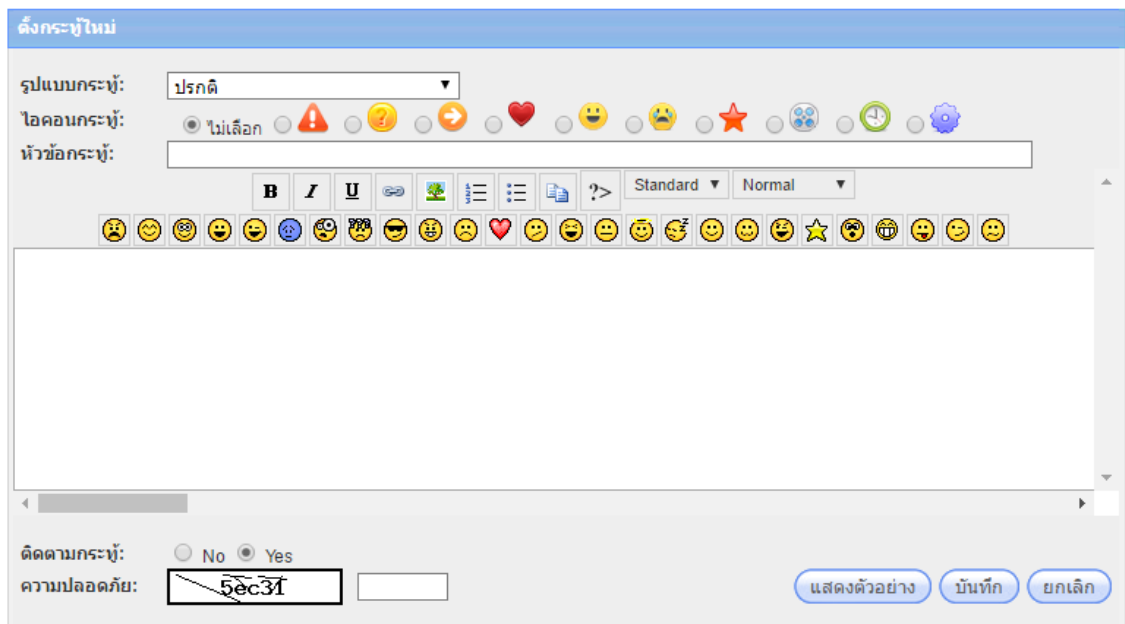 ตั้งกระทู้ใหม่
รูปแบบกระทู้: ปรกติ
ไอคอนกระทู้: ไม่เลือก
หัวข้อกระทู้:
B I U ?> Standard Normal
ติดตามกระทู้: No Yes
ความปลอดภัย: 5ec31
แสดงตัวอย่าง บันทึก ยกเลิก